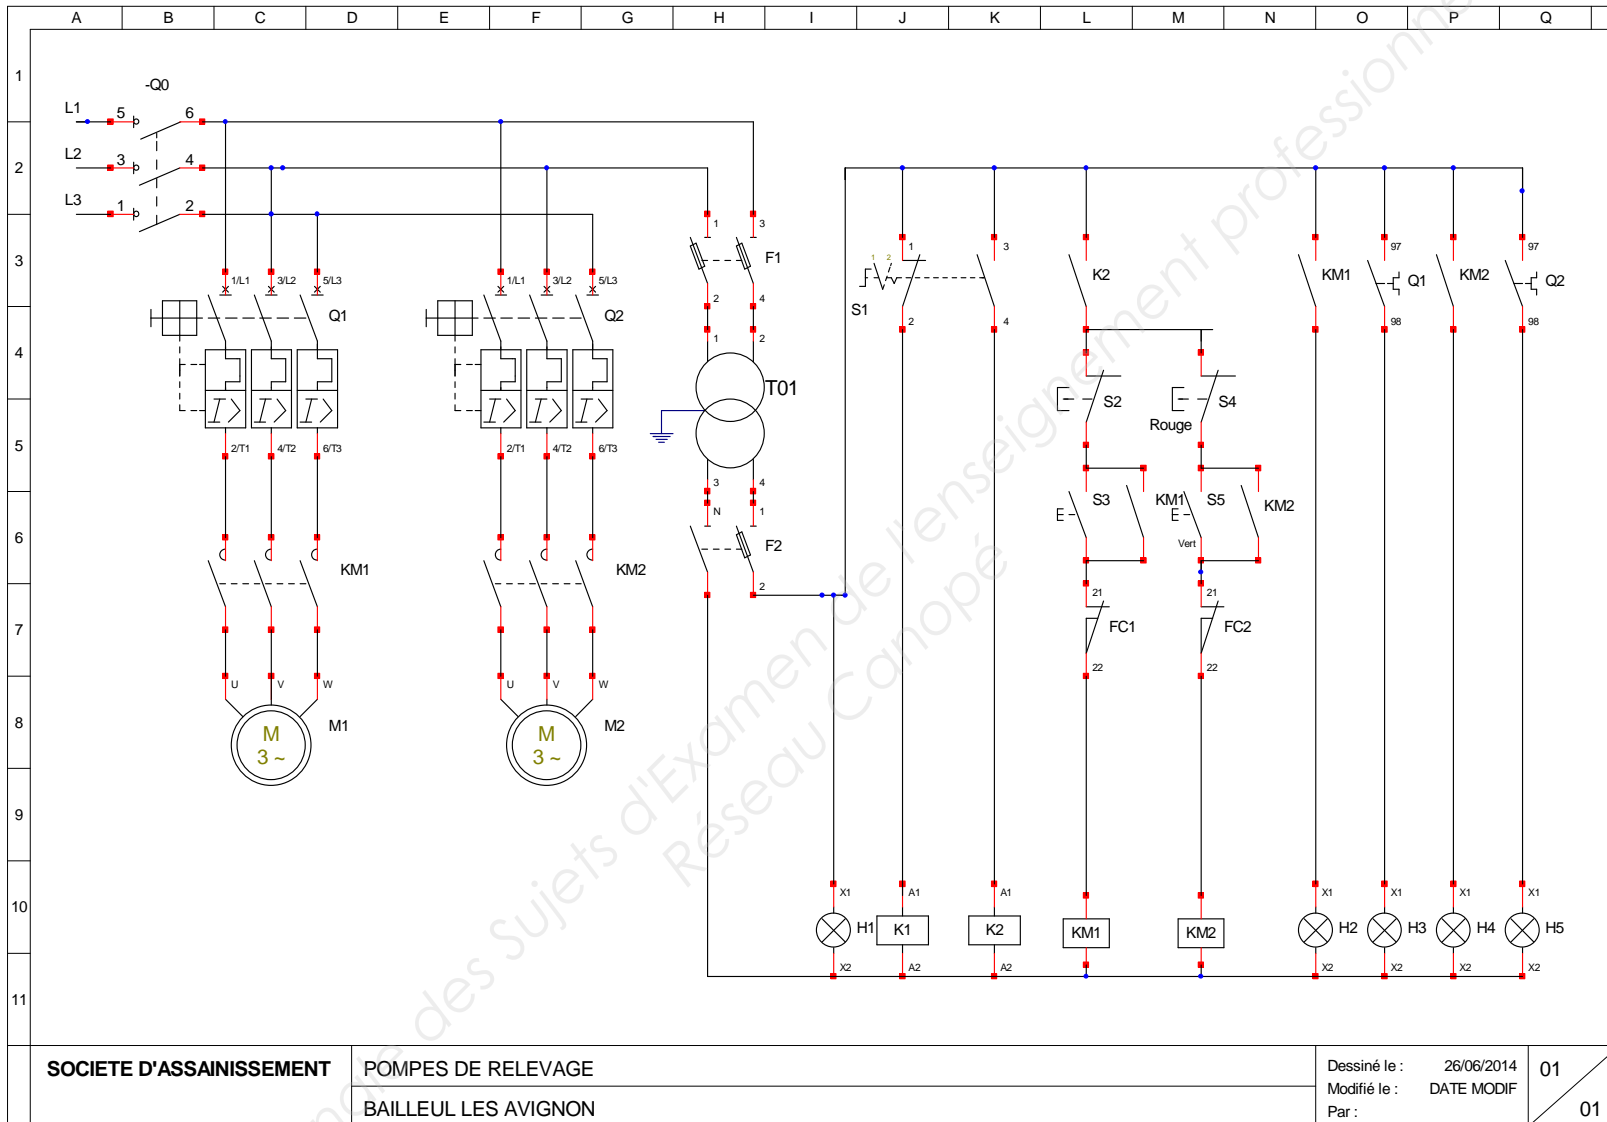 A B C D E F G H I J K L M N O P Q
1
2
3
4
5
6
7
8
9
10
11
-Q0
L1 5 6
L2 3 4
L3 1 2
1/L1 3/L2 5/L3
Q1
2/T1 4/T2 6/T3
KM1
U V W
M
3 ~
M1
1/L1 3/L2 5/L3
Q2
2/T1 4/T2 6/T3
KM2
U V W
M
3 ~
M2
1 3
F1
2 4
1 2
T01
3 4
N 1
F2
2
X1
H1
X2
1
1 2
S1
2
A1
K1
A2
3
4
A1
K2
A2
K2
S2
S3
KM1
21
FC1
22
KM1
S4
Rouge
S5
Vert
KM2
21
FC2
22
KM2
KM1
X1
H2
X2
97
Q1
98
X1
H3
X2
KM2
X1
H4
X2
97
Q2
98
X1
H5
X2
des Sujets d'Examen de l'enseignement
Réseau Canopé
SOCIETE D'ASSAINISSEMENT
POMPES DE RELEVAGE
BAILLEUL LES AVIGNON
Dessiné le : 26/06/2014
Modifié le : DATE MODIF
Par :
01
01